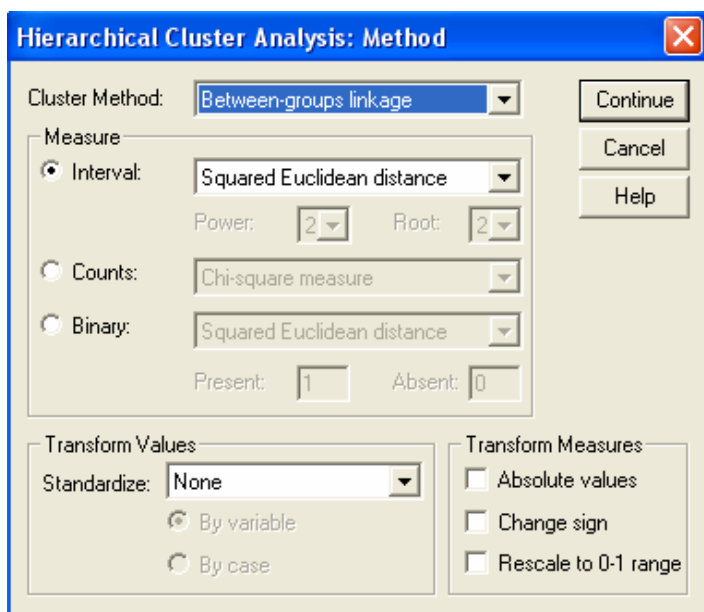 Hierarchical Cluster Analysis: Method
Cluster Method: Between-groups linkage Continue
Measure Cancel
Interval: Squared Euclidean distance Help
Power: 2 Root: 2
Counts: Chi-square measure
Binary: Squared Euclidean distance
Present: 1 Absent: 0
Transform Values Transform Measures
Standardize: None Absolute values
By variable Change sign
By case Rescale to 0-1 range